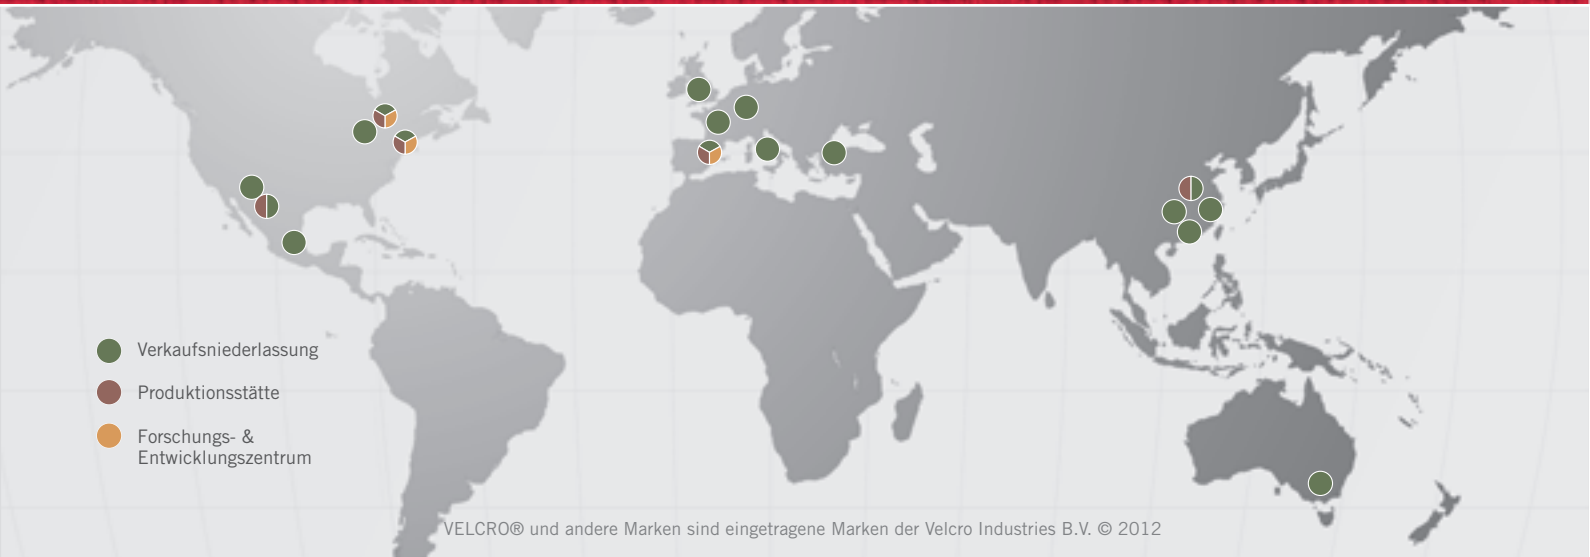 Verkaufsniederlassung
Produktionsstätte
Forschungs- &
Entwicklungszentrum
VELCRO® und andere Marken sind eingetragene Marken der Velcro Industries B.V. © 2012